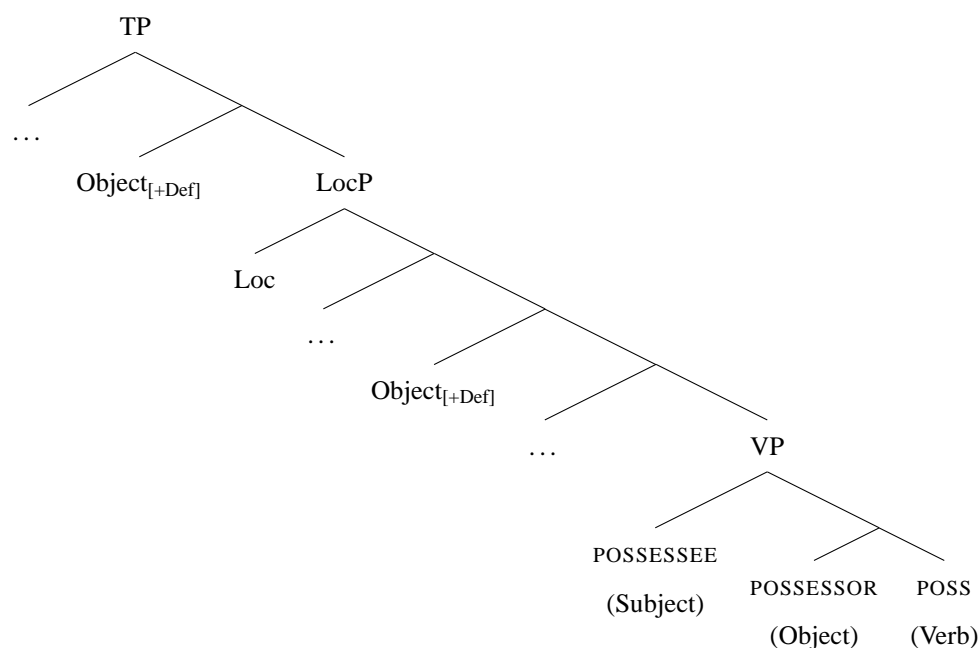 TP
. . .
Object[+Def]
LocP
Loc
. . .
Object[+Def]
. . .
VP
POSSESSEE
(Subject)
POSSESSOR
(Object)
POSS
(Verb)